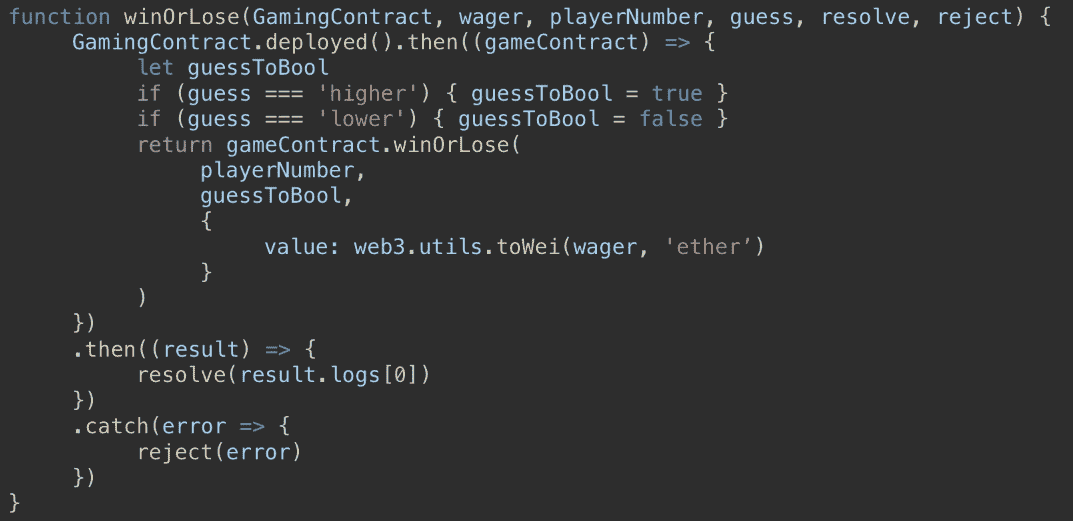 function winOrLose(GamingContract, wager, playerNumber, guess, resolve, reject) {
GamingContract.deployed().then((gameContract) => {
let guessToBool
if (guess === 'higher') { guessToBool = true }
if (guess === 'lower') { guessToBool = false }
return gameContract.winOrLose(
playerNumber,
guessToBool,
{
value: web3.utils.toWei(wager, 'ether’)
}
)
})
.then((result) => {
resolve(result.logs[0])
})
.catch(error => {
reject(error)
})
}